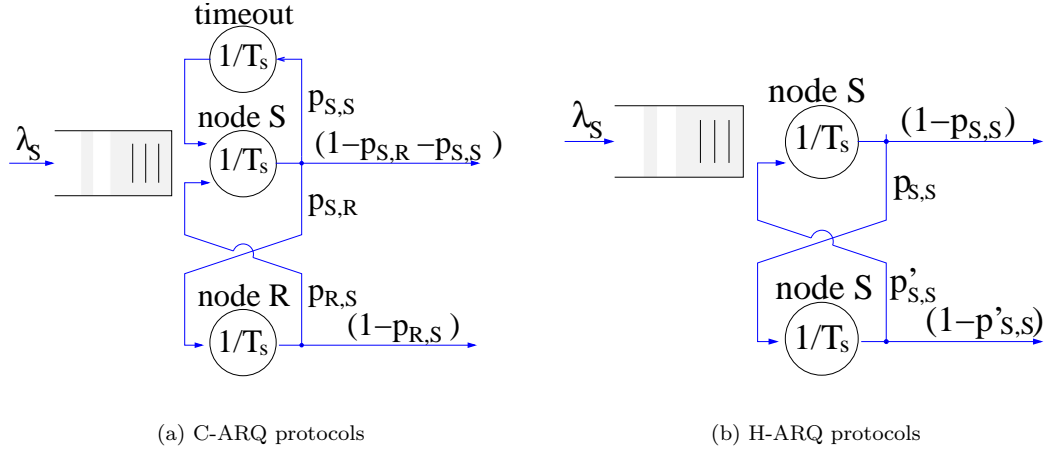 timeout
1/Ts
pS,S
node S
λS
1/Ts
(1−pS,R −pS,S )
pS,R
node R
pR,S
1/Ts
(1−pR,S )
(a) C-ARQ protocols
node S
λS
1/Ts
(1−pS,S)
pS,S
node S
p'S,S
1/Ts
(1−p'S,S)
(b) H-ARQ protocols